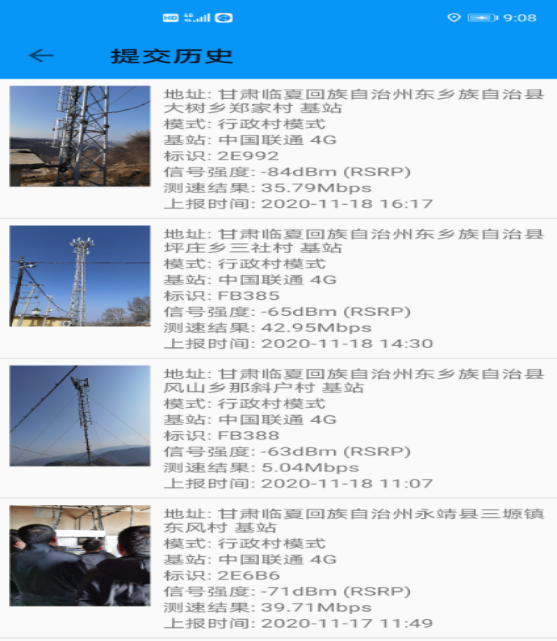 HD 4G 9:08
提交历史
地址: 甘肃临夏回族自治州东乡族自治县
大树乡郑家村 基站
模式: 行政村模式
基站: 中国联通 4G
标识: 2E992
信号强度: -84dBm (RSRP)
测速结果: 35.79Mbps
上报时间: 2020-11-18 16:17
地址: 甘肃临夏回族自治州东乡族自治县
坪庄乡三社村 基站
模式: 行政村模式
基站: 中国联通 4G
标识: FB385
信号强度: -65dBm (RSRP)
测速结果: 42.95Mbps
上报时间: 2020-11-18 14:30
地址: 甘肃临夏回族自治州东乡族自治县
风山乡那斜户村 基站
模式: 行政村模式
基站: 中国联通 4G
标识: FB388
信号强度: -63dBm (RSRP)
测速结果: 5.04Mbps
上报时间: 2020-11-18 11:07
地址: 甘肃临夏回族自治州永靖县三塬镇
东风村 基站
模式: 行政村模式
基站: 中国联通 4G
标识: 2E6B6
信号强度: -71dBm (RSRP)
测速结果: 39.71Mbps
上报时间: 2020-11-17 11:49